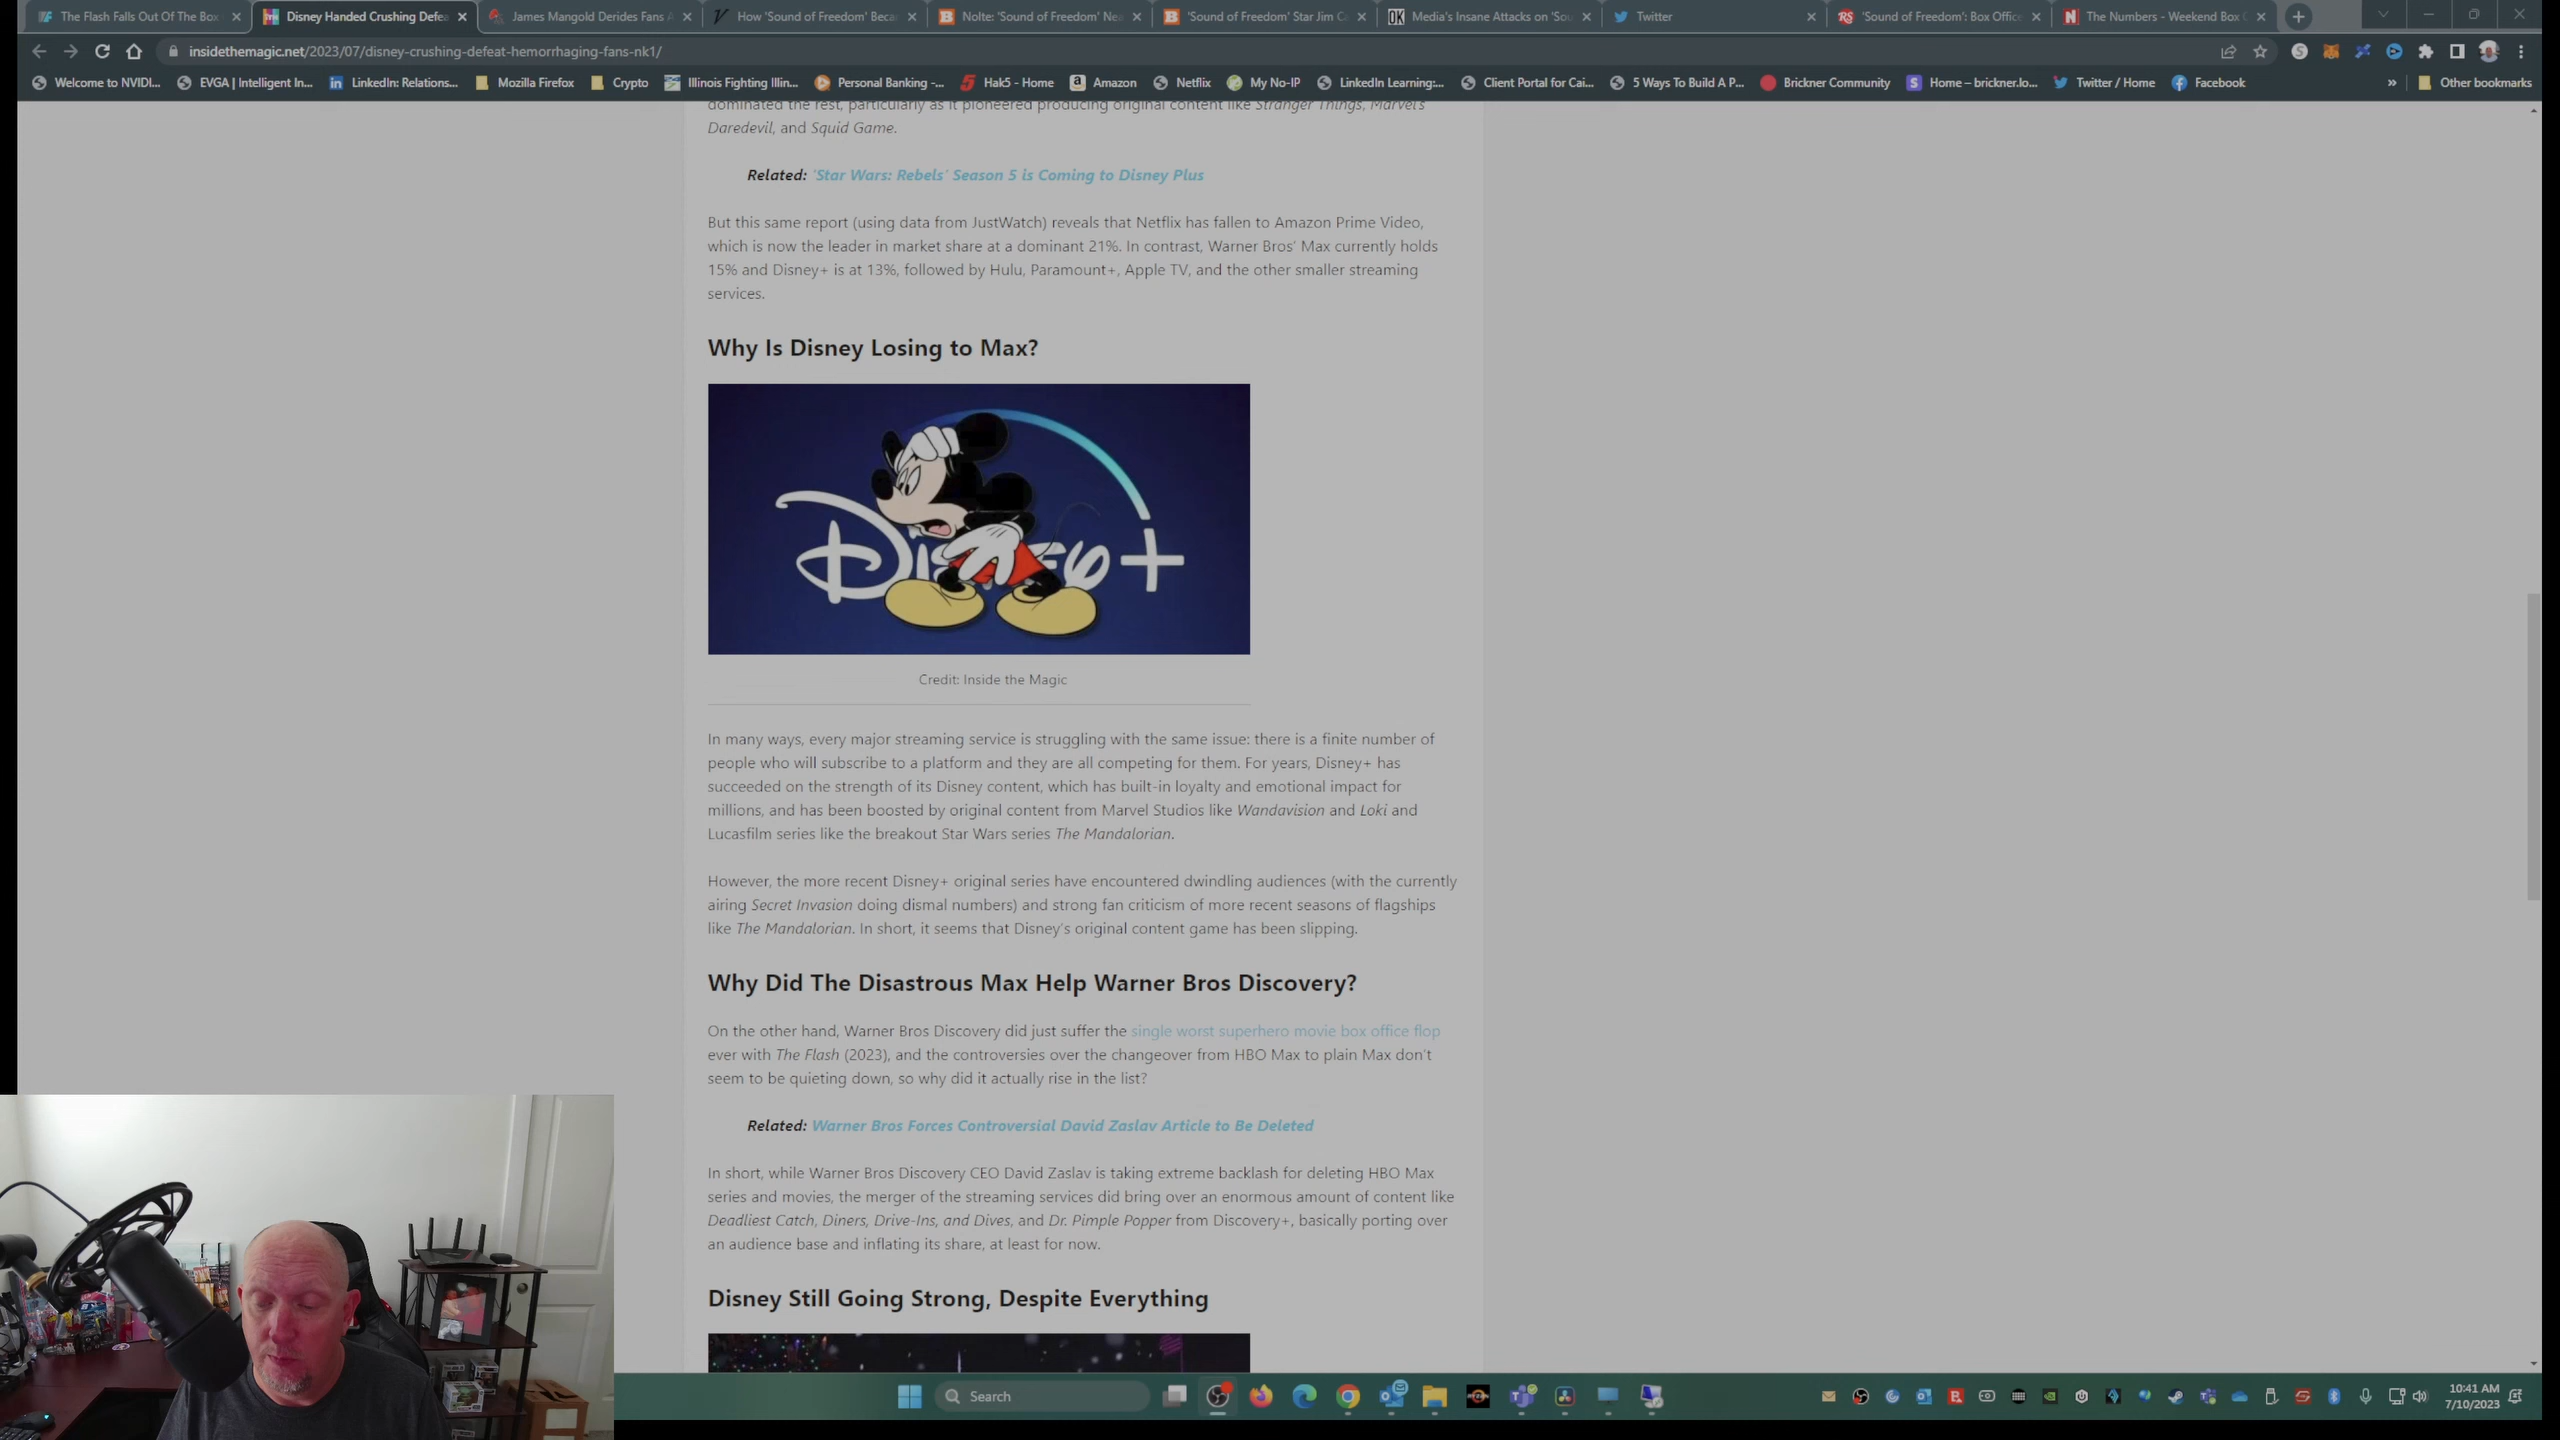 The Flash Falls Out Of The Box
Disney Handed Crushing Defea
James Mangold Derides Fans A
How 'Sound of Freedom' Beca
Nolte: 'Sound of Freedom' Nea
'Sound of Freedom' Star Jim C
Media's Insane Attacks on 'Sou
Twitter
'Sound of Freedom': Box Office
The Numbers - Weekend Box O
insidethemagic.net/2023/07/disney-crushing-defeat-hemorrhaging-fans-nk1/
Welcome to NVIDI...
EVGA | Intelligent In...
LinkedIn: Relations...
Mozilla Firefox
Crypto
Illinois Fighting Illin...
Personal Banking -...
Hak5 - Home
Amazon
Netflix
My No-IP
LinkedIn Learning:...
Client Portal for Cai...
5 Ways To Build A P...
Brickner Community
Home – brickner.lo...
Twitter / Home
Facebook
»
Other bookmarks
dominated the rest, particularly as it pioneered producing original content like Stranger Things, Marvel's
Daredevil, and Squid Game.
Related: 'Star Wars: Rebels' Season 5 is Coming to Disney Plus
But this same report (using data from JustWatch) reveals that Netflix has fallen to Amazon Prime Video,
which is now the leader in market share at a dominant 21%. In contrast, Warner Bros' Max currently holds
15% and Disney+ is at 13%, followed by Hulu, Paramount+, Apple TV, and the other smaller streaming
services.
Why Is Disney Losing to Max?
Disney+
Credit: Inside the Magic
In many ways, every major streaming service is struggling with the same issue: there is a finite number of
people who will subscribe to a platform and they are all competing for them. For years, Disney+ has
succeeded on the strength of its Disney content, which has built-in loyalty and emotional impact for
millions, and has been boosted by original content from Marvel Studios like Wandavision and Loki and
Lucasfilm series like the breakout Star Wars series The Mandalorian.
However, the more recent Disney+ original series have encountered dwindling audiences (with the currently
airing Secret Invasion doing dismal numbers) and strong fan criticism of more recent seasons of flagships
like The Mandalorian. In short, it seems that Disney's original content game has been slipping.
Why Did The Disastrous Max Help Warner Bros Discovery?
On the other hand, Warner Bros Discovery did just suffer the single worst superhero movie box office flop
ever with The Flash (2023), and the controversies over the changeover from HBO Max to plain Max don't
seem to be quieting down, so why did it actually rise in the list?
Related: Warner Bros Forces Controversial David Zaslav Article to Be Deleted
In short, while Warner Bros Discovery CEO David Zaslav is taking extreme backlash for deleting HBO Max
series and movies, the merger of the streaming services did bring over an enormous amount of content like
Deadliest Catch, Diners, Drive-Ins, and Dives, and Dr. Pimple Popper from Discovery+, basically porting over
an audience base and inflating its share, at least for now.
Disney Still Going Strong, Despite Everything
Search
10:41 AM
7/10/2023